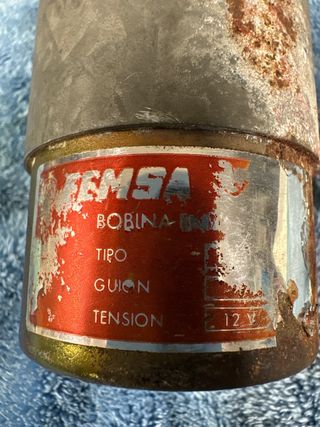 FEMSA
BOBINA
TIPO
GUION
TENSION 12 V